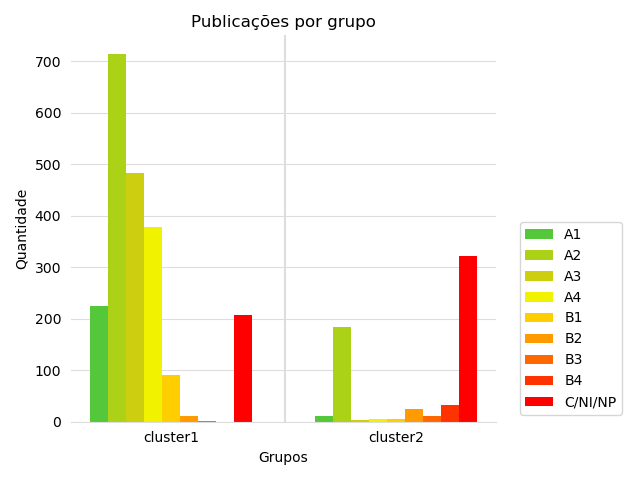 Publicações por grupo
Quantidade
700
600
500
400
300
200
100
0
cluster1
cluster2
Grupos
A1
A2
A3
A4
B1
B2
B3
B4
C/NI/NP